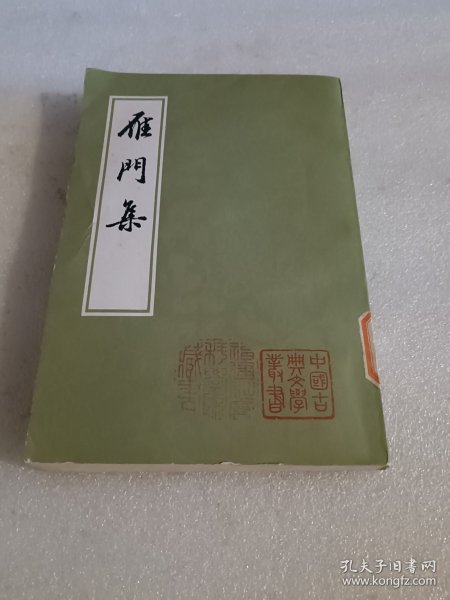 雁門集
中國古
典文學
叢書
孔夫子旧书网
www.kongfz.com